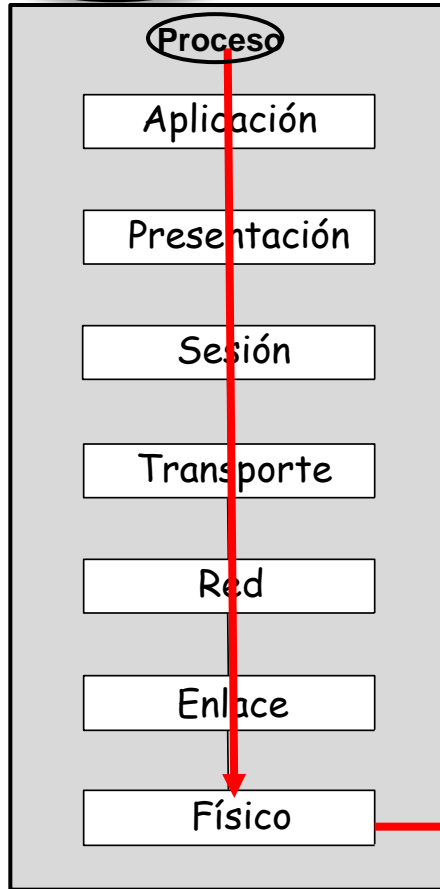 Proceso
Aplicación
Presentación
Sesión
Transporte
Red
Enlace
Físico